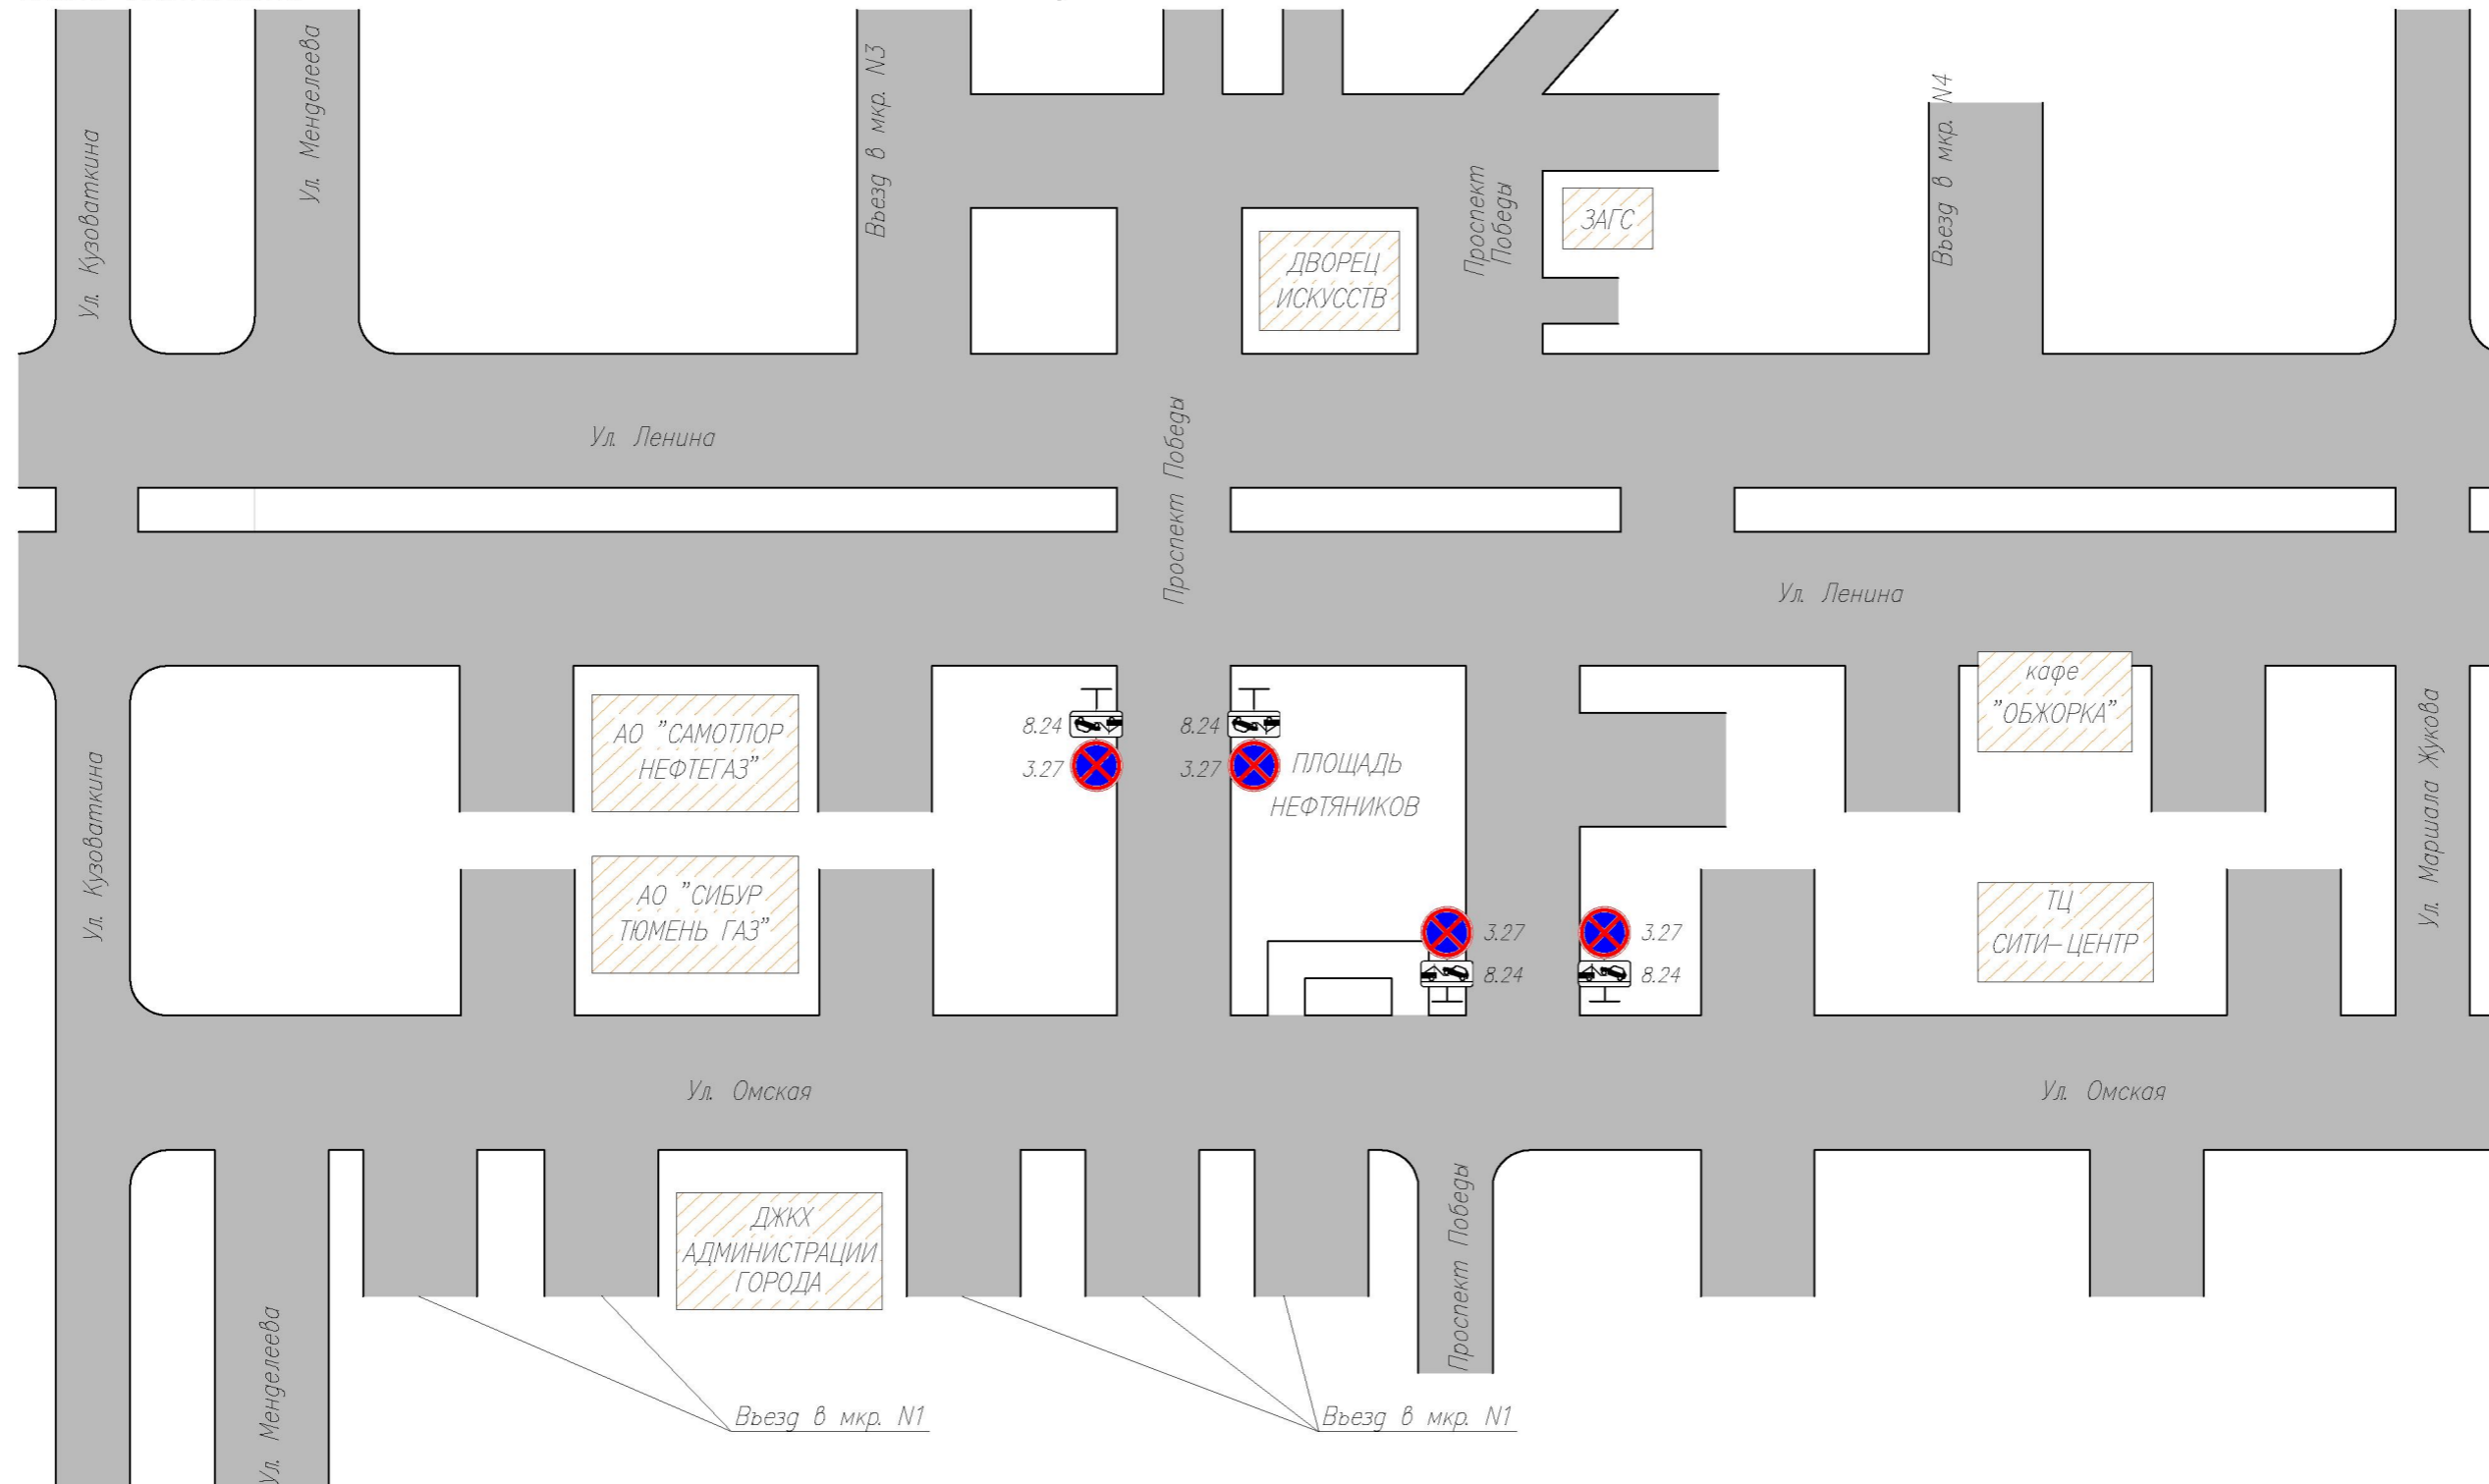 Ул. Кузоваткина
Ул. Менделеева
Въезд в мкр. N3
Проспект
Победы
ЗАГС
Въезд в мкр. N4
ДВОРЕЦ
ИСКУССТВ
Ул. Ленина
Проспект Победы
Ул. Ленина
АО "САМОТЛОР
НЕФТЕГАЗ"
8.24
3.27
8.24
3.27
ПЛОЩАДЬ
НЕФТЯНИКОВ
кафе
"ОБЖОРКА"
Ул. Кузоваткина
Ул. Маршала Жукова
АО "СИБУР
ТЮМЕНЬ ГАЗ"
3.27
8.24
3.27
8.24
ТЦ
СИТИ-ЦЕНТР
Ул. Омская
Ул. Омская
ДЖКХ
АДМИНИСТРАЦИИ
ГОРОДА
Проспект Победы
Ул. Менделеева
Въезд в мкр. N1
Въезд в мкр. N1